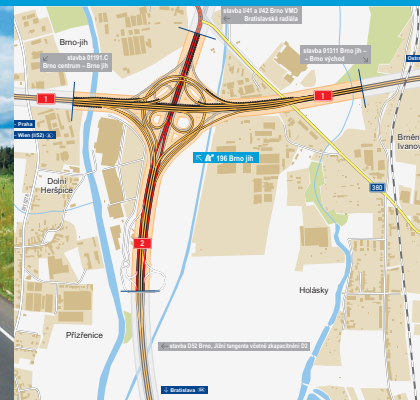 stavba I/41 a I/42 Brno VMO
Bratislavská radiála
Brno-jih
stavba 01191.C
Brno centrum – Brno jih
stavba 01311 Brno jih –
– Brno východ
Ostra
1
1
Praha
Wien (I/52)
Brněn
Ivanov
196 Brno jih
Dolní
Heršpice
380
2
Holásky
Přízřenice
stavba D52 Brno, Jižní tangenta včetně zkapacitnění D2
Bratislava